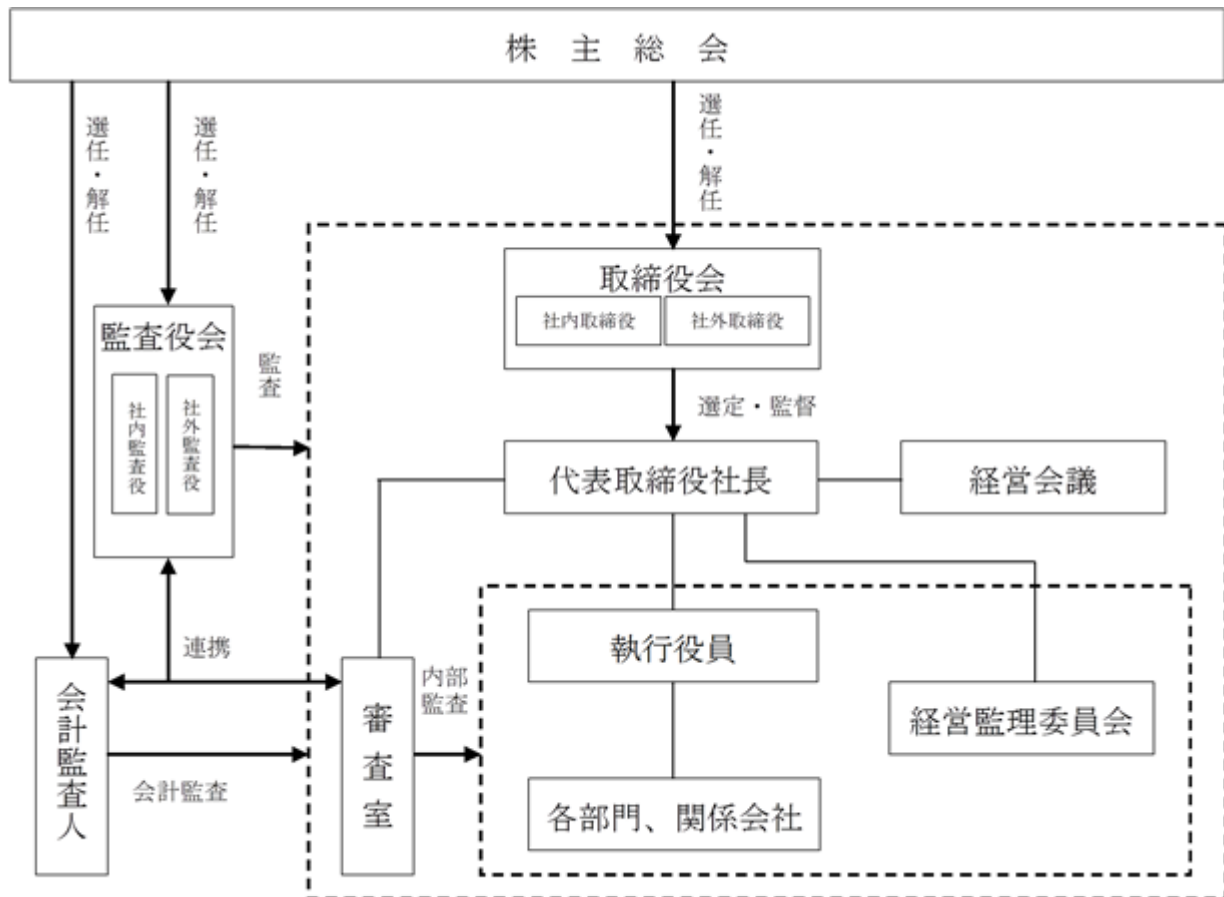 株主総会
選任・解任
選任・解任
選任・解任
取締役会
社内取締役
社外取締役
監査役会
社内監査役
社外監査役
監査
選定・監督
代表取締役社長
経営会議
連携
執行役員
内部
監査
経営監理委員会
会計監査人
審査室
会計監査
各部門、関係会社